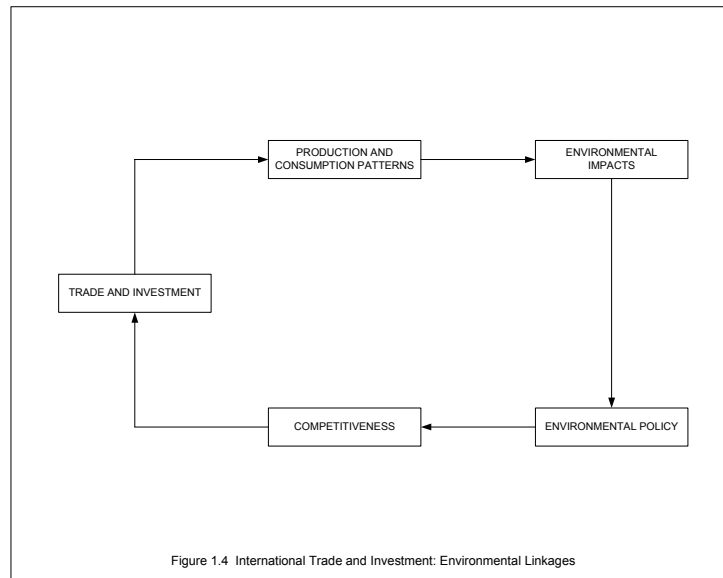 PRODUCTION AND
CONSUMPTION PATTERNS
ENVIRONMENTAL
IMPACTS
TRADE AND INVESTMENT
COMPETITIVENESS
ENVIRONMENTAL POLICY
Figure 1.4 International Trade and Investment: Environmental Linkages